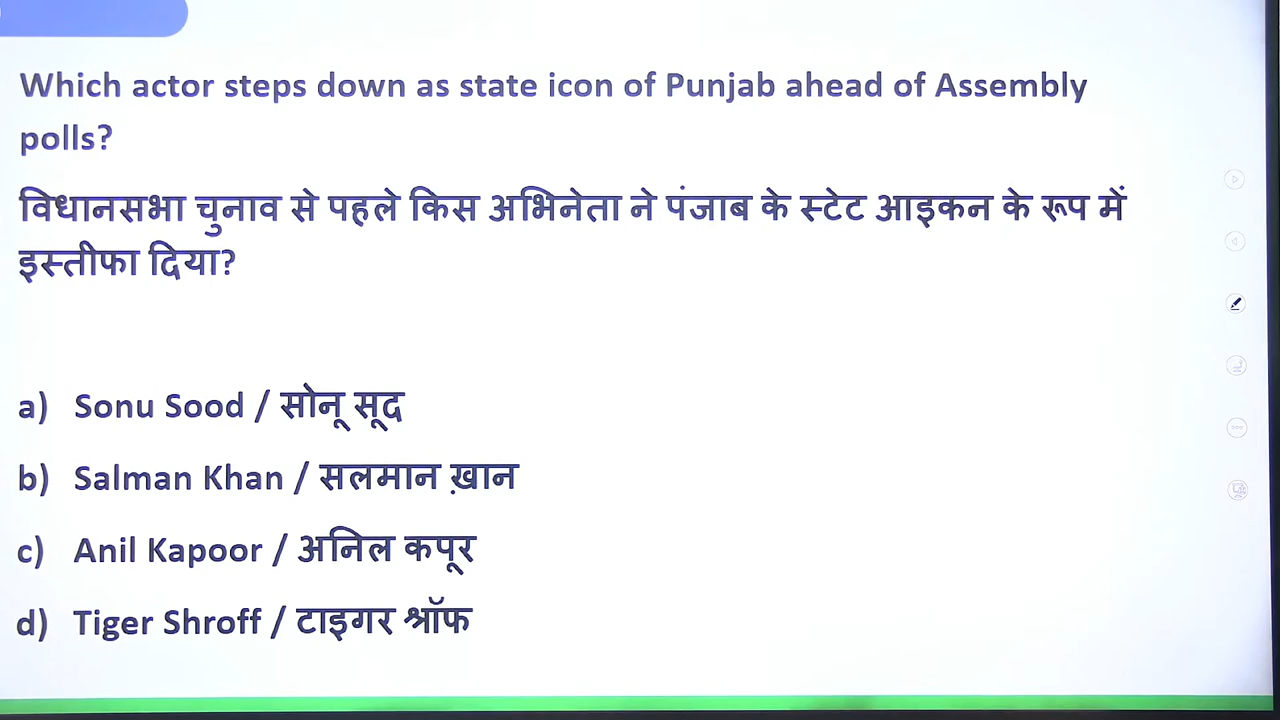 Which actor steps down as state icon of Punjab ahead of Assembly
polls?
विधानसभा चुनाव से पहले किस अभिनेता ने पंजाब के स्टेट आइकन के रूप में
इस्तीफा दिया?
a) Sonu Sood / सोनू सूद
b) Salman Khan / सलमान ख़ान
c) Anil Kapoor / अनिल कपूर
d) Tiger Shroff / टाइगर श्रॉफ